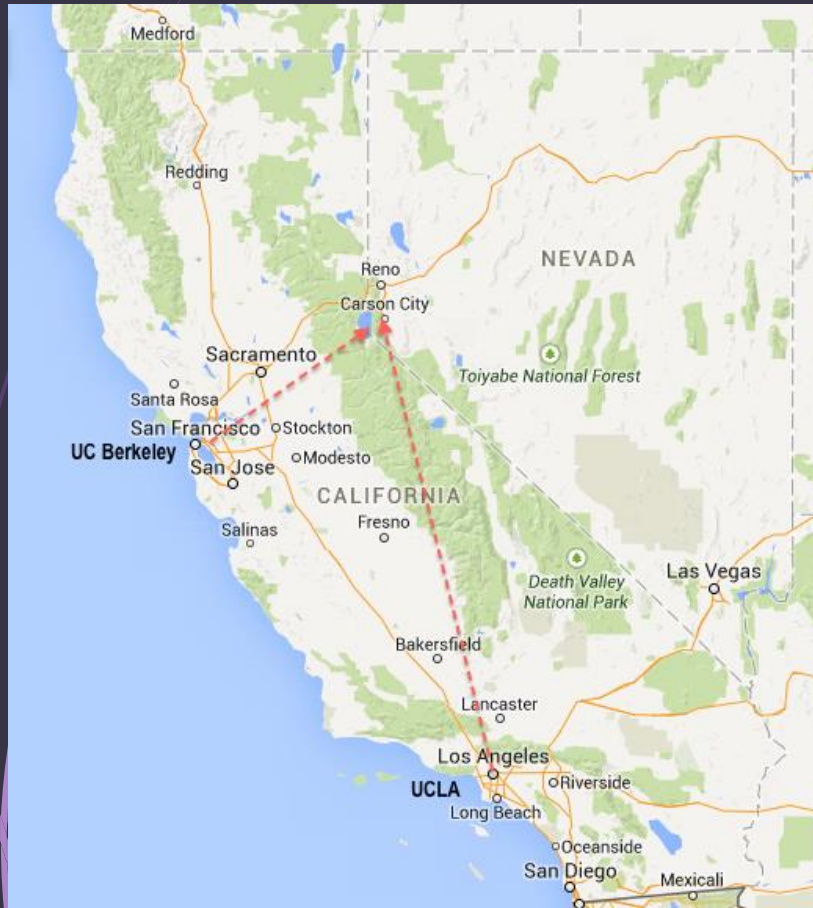 Medford
Redding
Reno
NEVADA
Carson City
Sacramento
Toiyabe National Forest
Santa Rosa
San Francisco
Stockton
UC Berkeley
Modesto
San Jose
CALIFORNIA
Salinas
Fresno
Death Valley
National Park
Las Vegas
Bakersfield
Lancaster
Los Angeles
UCLA
Riverside
Long Beach
Oceanside
San Diego
Mexicali